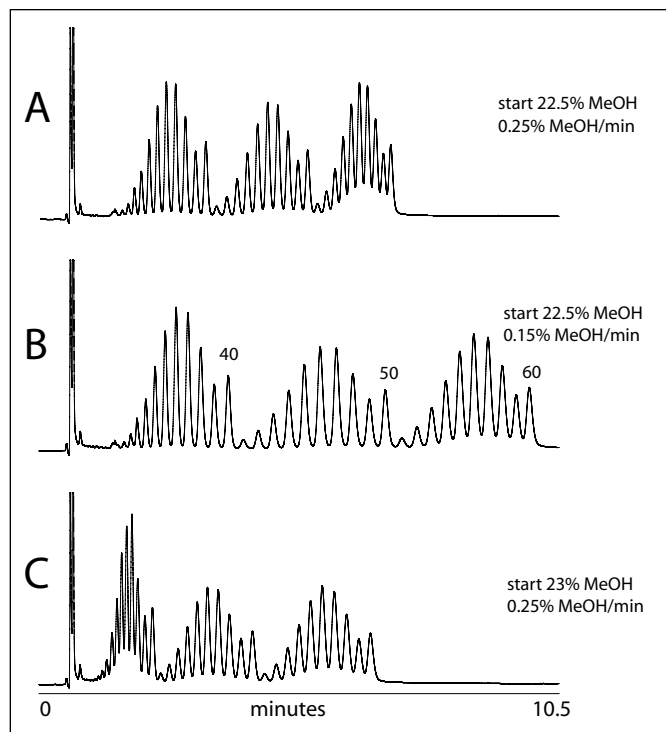 A
start 22.5% MeOH
0.25% MeOH/min
B
start 22.5% MeOH
0.15% MeOH/min
40
50
60
C
start 23% MeOH
0.25% MeOH/min
0 minutes 10.5